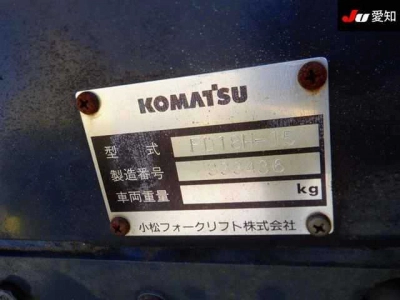 Ju 愛知
KOMATSU
型 式
製造番号
車両重量 kg
小松フォークリフト株式会社